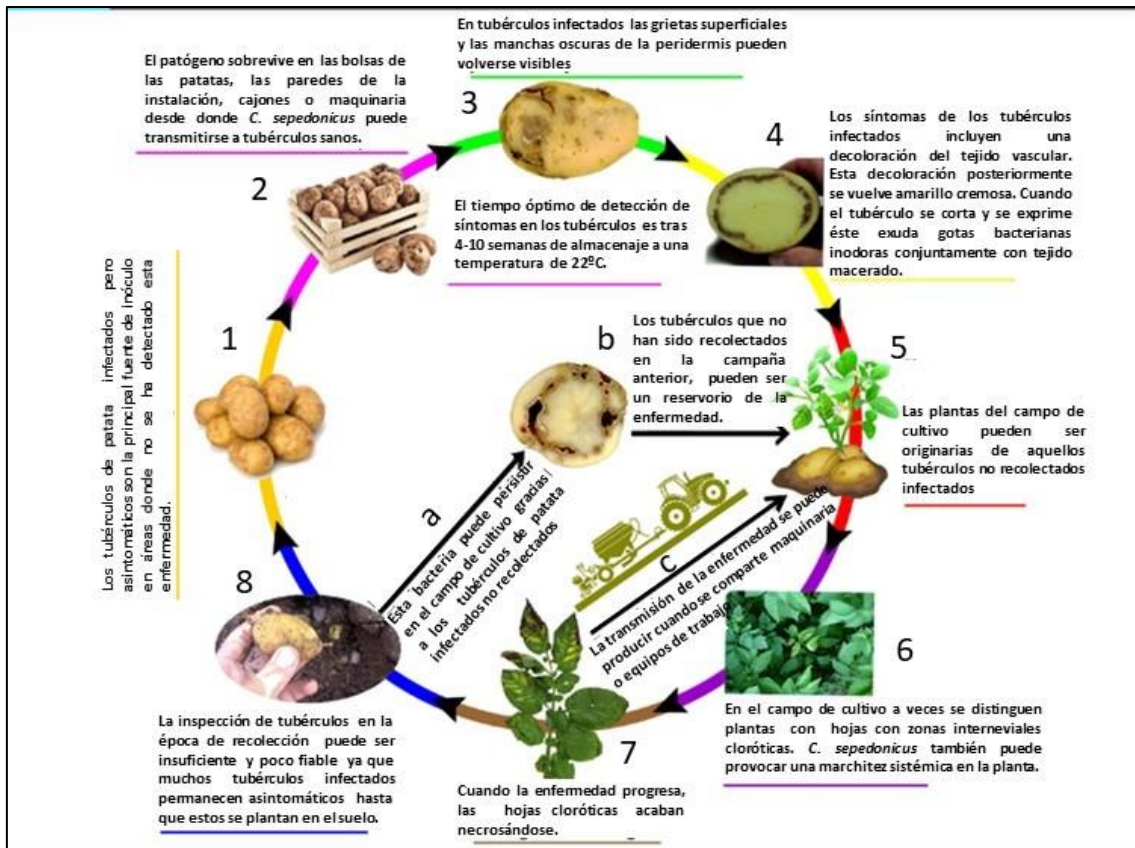 En tubérculos infectados las grietas superficiales
y las manchas oscuras de la peridermis pueden
volverse visibles
El patógeno sobrevive en las bolsas de
las patatas, las paredes de la
instalación, cajones o maquinaria
desde donde C. sepedonicus puede
transmitirse a tubérculos sanos.
3
4
Los síntomas de los tubérculos
infectados incluyen una
decoloración del tejido vascular.
Esta decoloración posteriormente
se vuelve amarillo cremosa. Cuando
el tubérculo se corta y se exprime
éste exuda gotas bacterianas
inodoras conjuntamente con tejido
macerado.
2
El tiempo óptimo de detección de
síntomas en los tubérculos es tras
4-10 semanas de almacenaje a una
temperatura de 22ºC.
1
Los tubérculos de patata infectados pero
asintomáticos son la principal fuente de inóculo
en áreas donde no se ha detectado esta
enfermedad.
b
Los tubérculos que no
han sido recolectados
en la campaña
anterior, pueden ser
un reservorio de la
enfermedad.
5
Las plantas del campo de
cultivo pueden ser
originarias de aquellos
tubérculos no recolectados
infectados
a
Esta bacteria puede persistir
en el campo de cultivo gracias
a los tubérculos de patata
infectados no recolectados
c
La transmisión de la enfermedad se puede
producir cuando se comparte maquinaria
o equipos de trabajo
8
6
En el campo de cultivo a veces se distinguen
plantas con hojas con zonas interneviales
cloróticas. C. sepedonicus también puede
provocar una marchitez sistémica en la planta.
La inspección de tubérculos en la
época de recolección puede ser
insuficiente y poco fiable ya que
muchos tubérculos infectados
permanecen asintomáticos hasta
que estos se plantan en el suelo.
7
Cuando la enfermedad progresa,
las hojas cloróticas acaban
necrosándose.